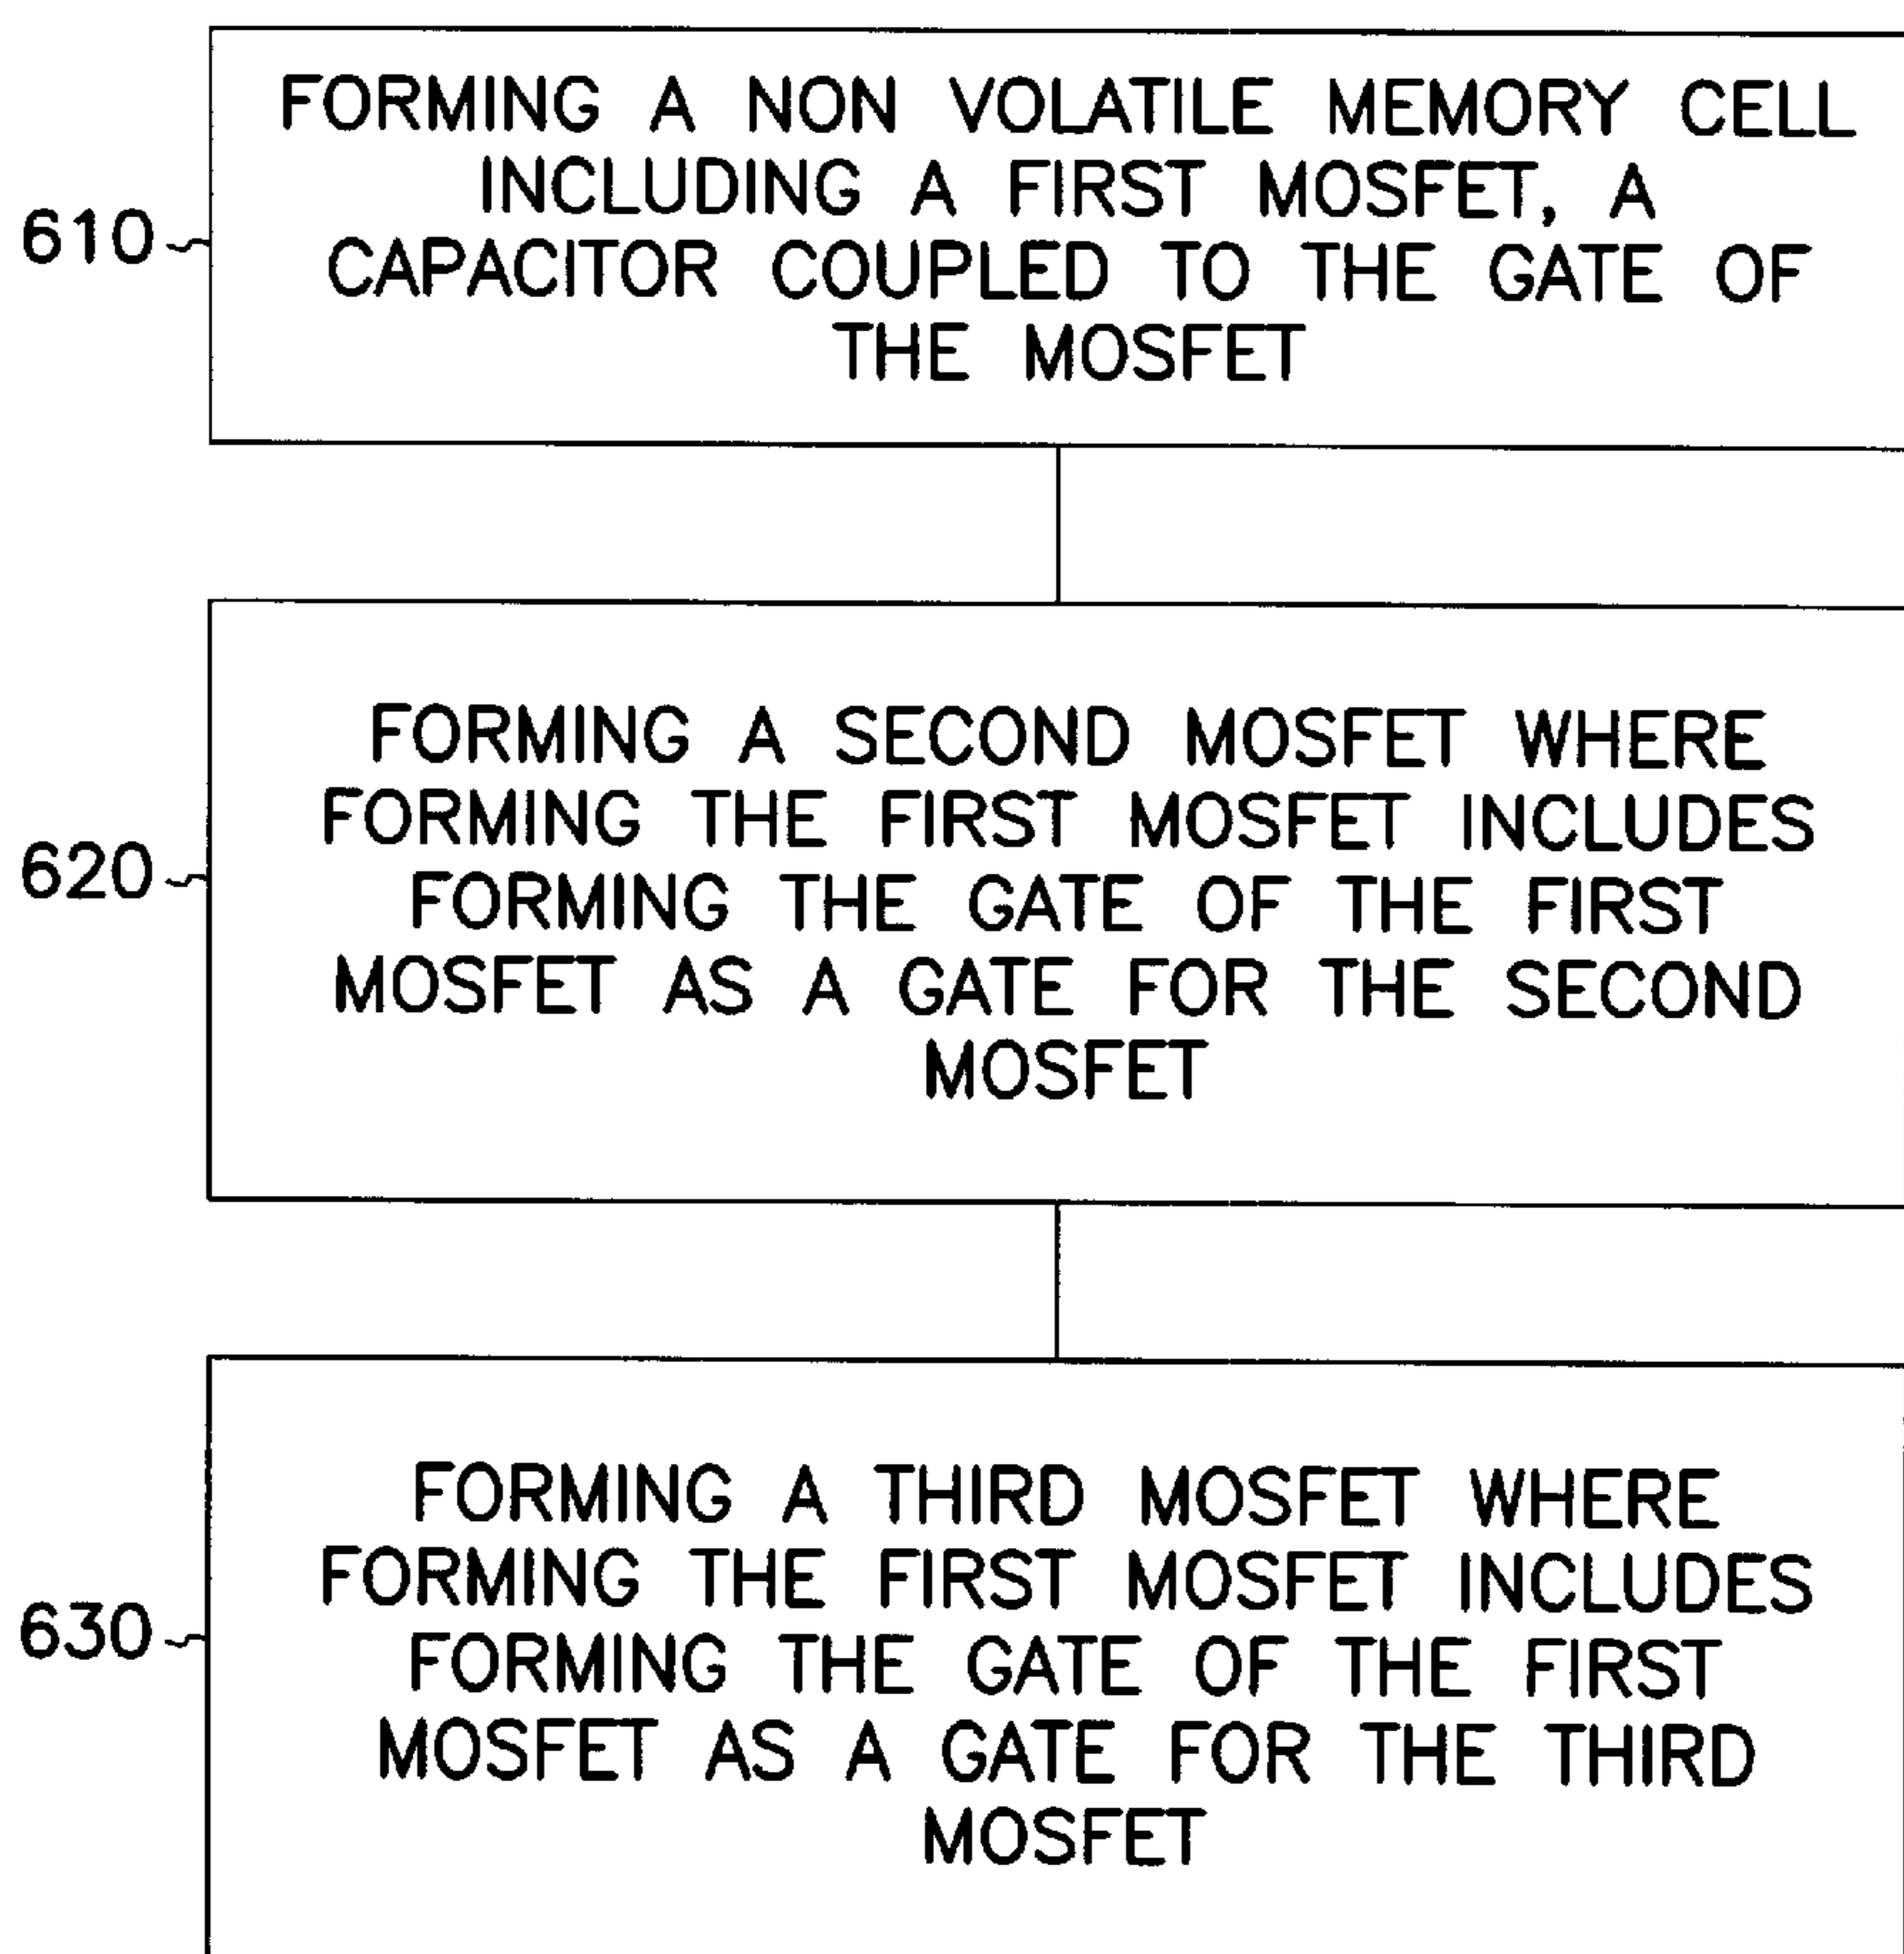 FORMING A NON VOLATILE MEMORY CELL
INCLUDING A FIRST MOSFET, A
CAPACITOR COUPLED TO THE GATE OF
THE MOSFET
610
FORMING A SECOND MOSFET WHERE
FORMING THE FIRST MOSFET INCLUDES
FORMING THE GATE OF THE FIRST
MOSFET AS A GATE FOR THE SECOND
MOSFET
620
FORMING A THIRD MOSFET WHERE
FORMING THE FIRST MOSFET INCLUDES
FORMING THE GATE OF THE FIRST
MOSFET AS A GATE FOR THE THIRD
MOSFET
630